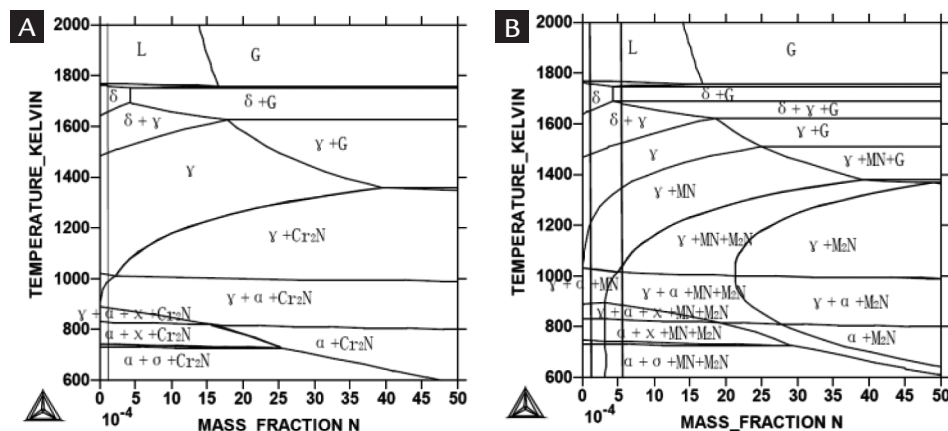 A
2000
1800
1600
1400
1200
1000
800
600
TEMPERATURE_KELVIN
L
G
δ
δ +G
δ + γ
γ +G
γ
γ +Cr₂N
γ + α +Cr₂N
γ + α + χ +Cr₂N
α + χ +Cr₂N
α +Cr₂N
α + σ +Cr₂N
0 5 10 15 20 25 30 35 40 45 50
10⁻⁴
MASS_FRACTION N
B
2000
1800
1600
1400
1200
1000
800
600
TEMPERATURE_KELVIN
L
G
δ
δ +G
δ + γ
δ + γ +G
γ +G
γ
γ +MN+G
γ +MN
γ +MN+M₂N
γ +M₂N
γ + α +MN
γ + α +MN+M₂N
γ + α + χ +MN+M₂N
γ + α +M₂N
α + χ +MN+M₂N
α +M₂N
α + σ +MN+M₂N
0 5 10 15 20 25 30 35 40 45 50
10⁻⁴
MASS_FRACTION N